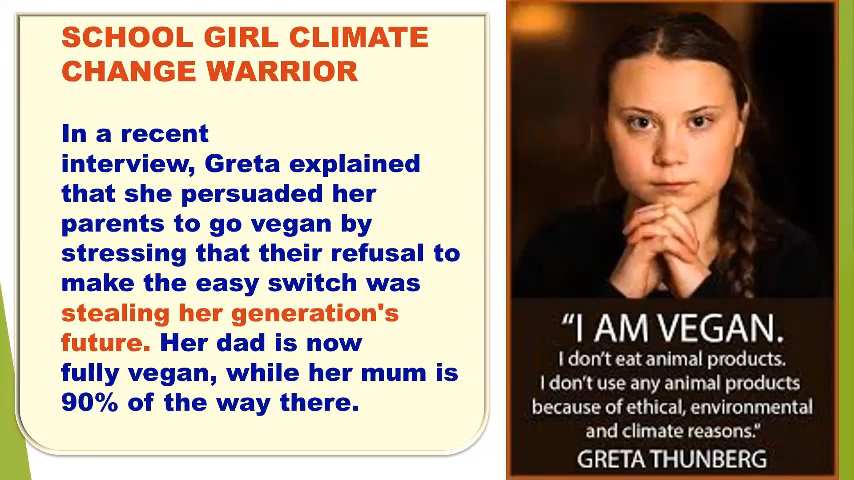 SCHOOL GIRL CLIMATE
CHANGE WARRIOR
In a recent
interview, Greta explained
that she persuaded her
parents to go vegan by
stressing that their refusal to
make the easy switch was
stealing her generation's
future. Her dad is now
fully vegan, while her mum is
90% of the way there.
“I AM VEGAN.
I don’t eat animal products.
I don’t use any animal products
because of ethical, environmental
and climate reasons.”
GRETA THUNBERG